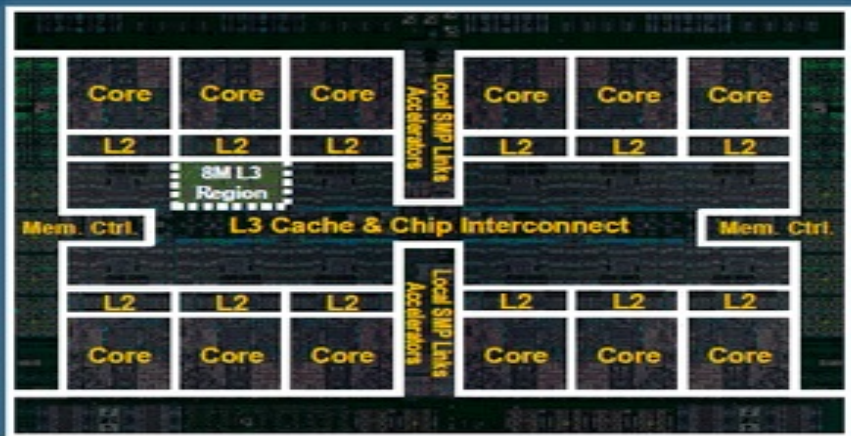 Core Core Core Core Core Core
Local SMP Links
Accelerators
L2 L2 L2 L2 L2 L2
8M L3
Region
Mem. Ctrl. L3 Cache & Chip Interconnect Mem. Ctrl.
L2 L2 L2 L2 L2 L2
Local SMP Links
Accelerators
Core Core Core Core Core Core